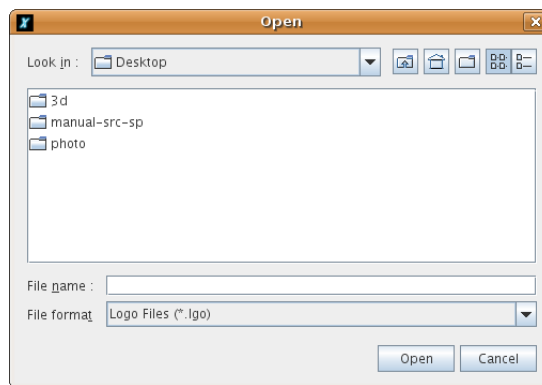 Open
Look in : Desktop
3d
manual-src-sp
photo
File name :
File format Logo Files (*.lgo)
Open Cancel